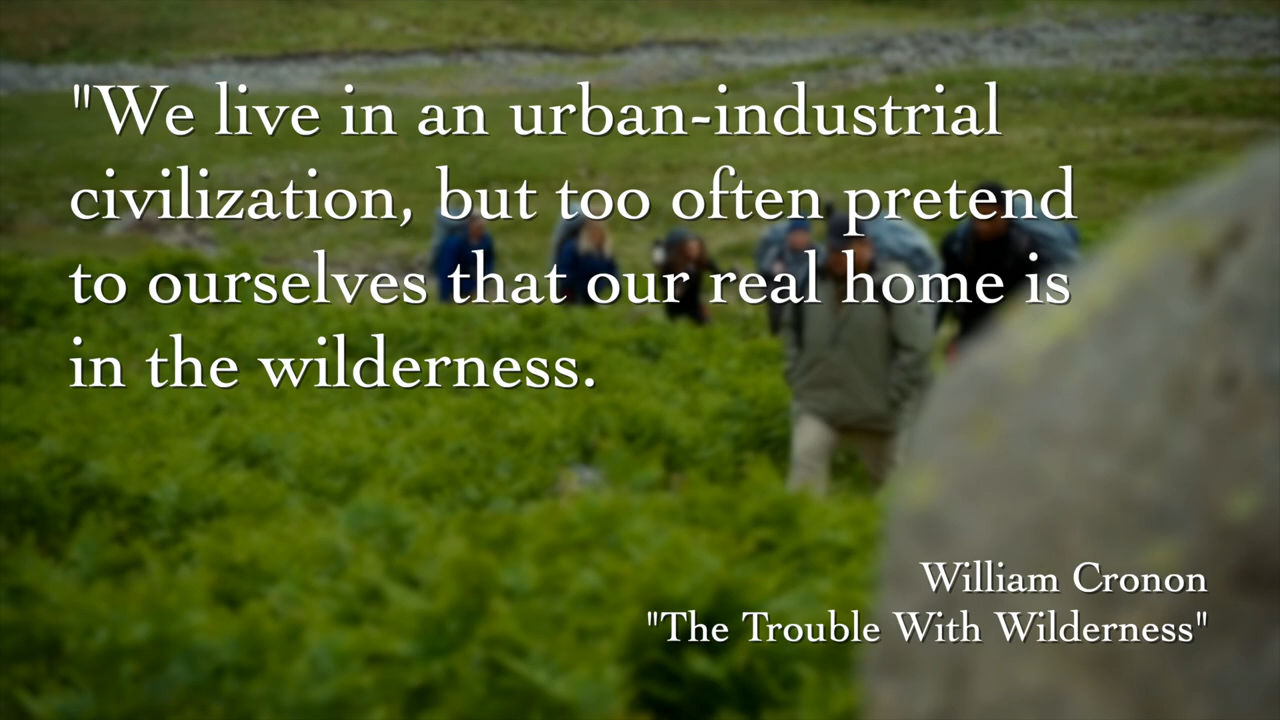 "We live in an urban-industrial
civilization, but too often pretend
to ourselves that our real home is
in the wilderness.
William Cronon
"The Trouble With Wilderness"